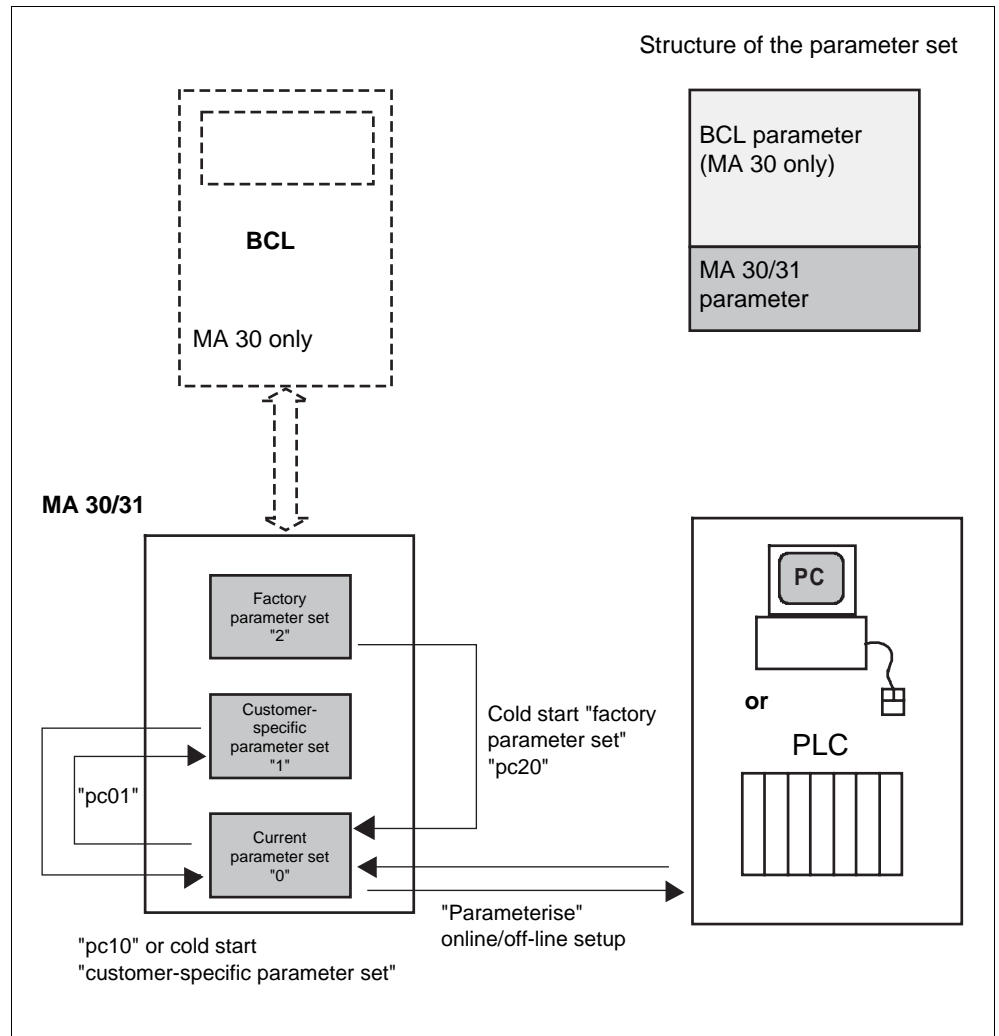 Structure of the parameter set
BCL parameter
(MA 30 only)
MA 30/31
parameter
BCL
MA 30 only
MA 30/31
Factory
parameter set
"2"
Customer-
specific
parameter set
"1"
Current
parameter set
"0"
"pc01"
Cold start "factory
parameter set"
"pc20"
"Parameterise"
online/off-line setup
"pc10" or cold start
"customer-specific parameter set"
PC
or
PLC